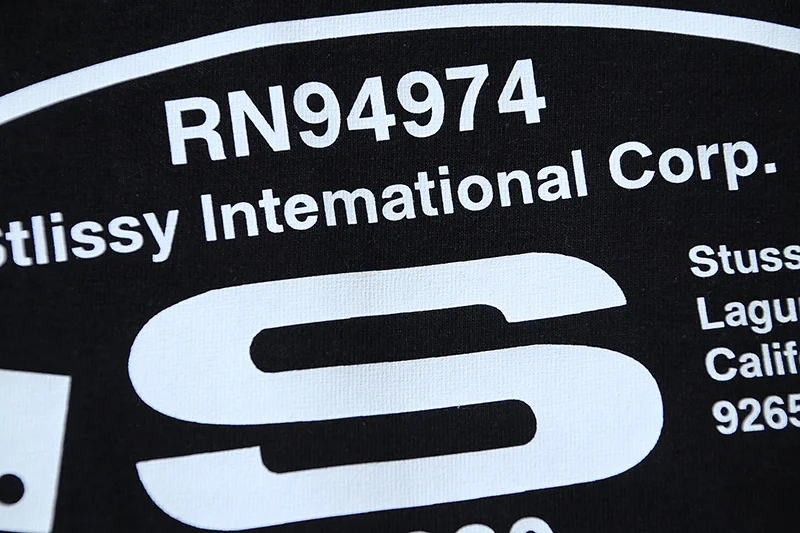 RN94974
Stlissy Intemational Corp.
S
Stuss
Lagu
Calif
9265